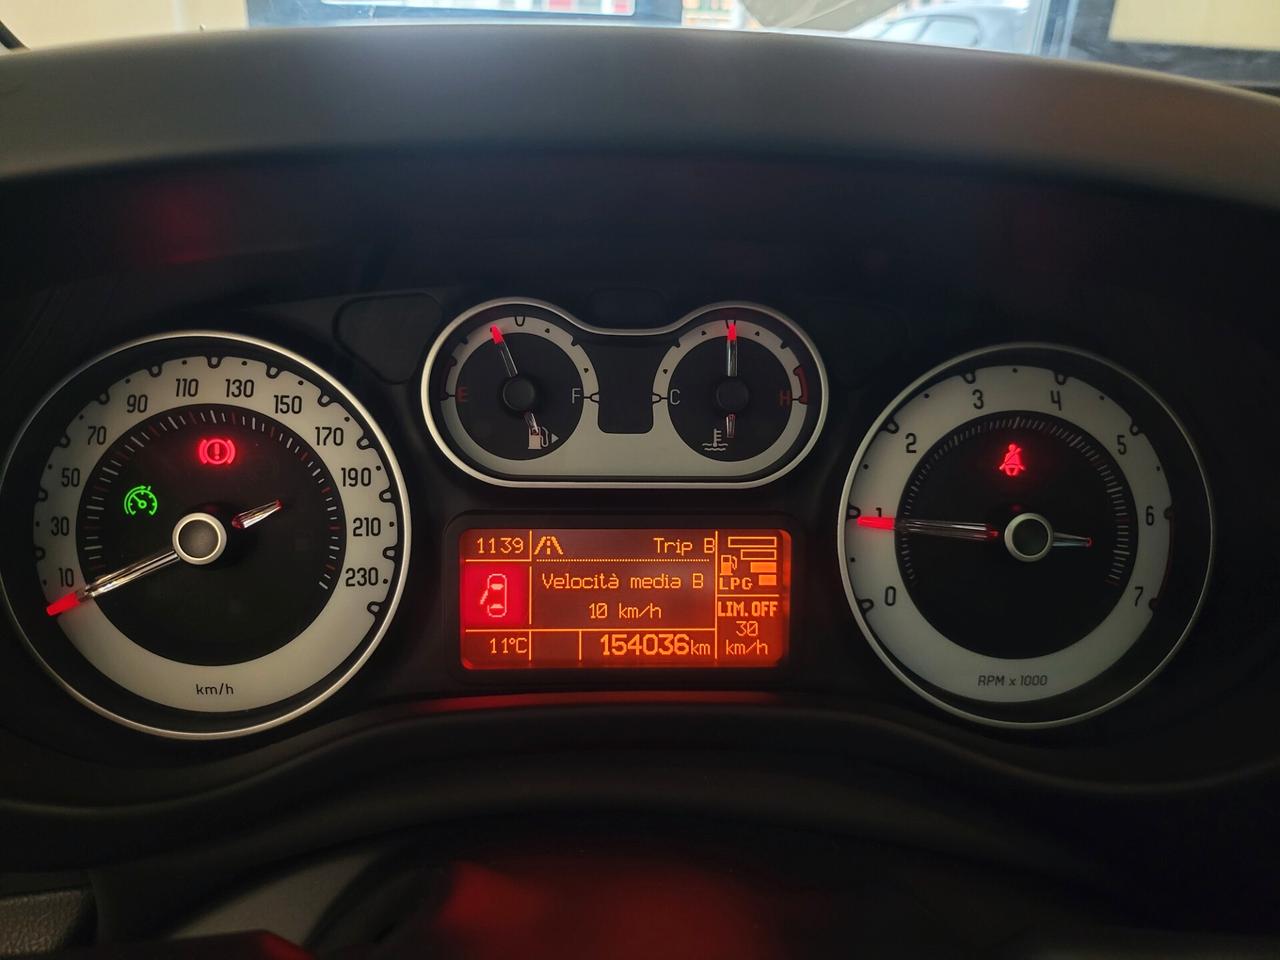 10 30 50 70 90 110 130 150 170 190 210 230
km/h
E F
C H
1139 Trip B
Velocità media B
10 km/h
LPG
LIM.OFF
30
km/h
11°C 154036km
0 1 2 3 4 5 6 7
RPM x 1000